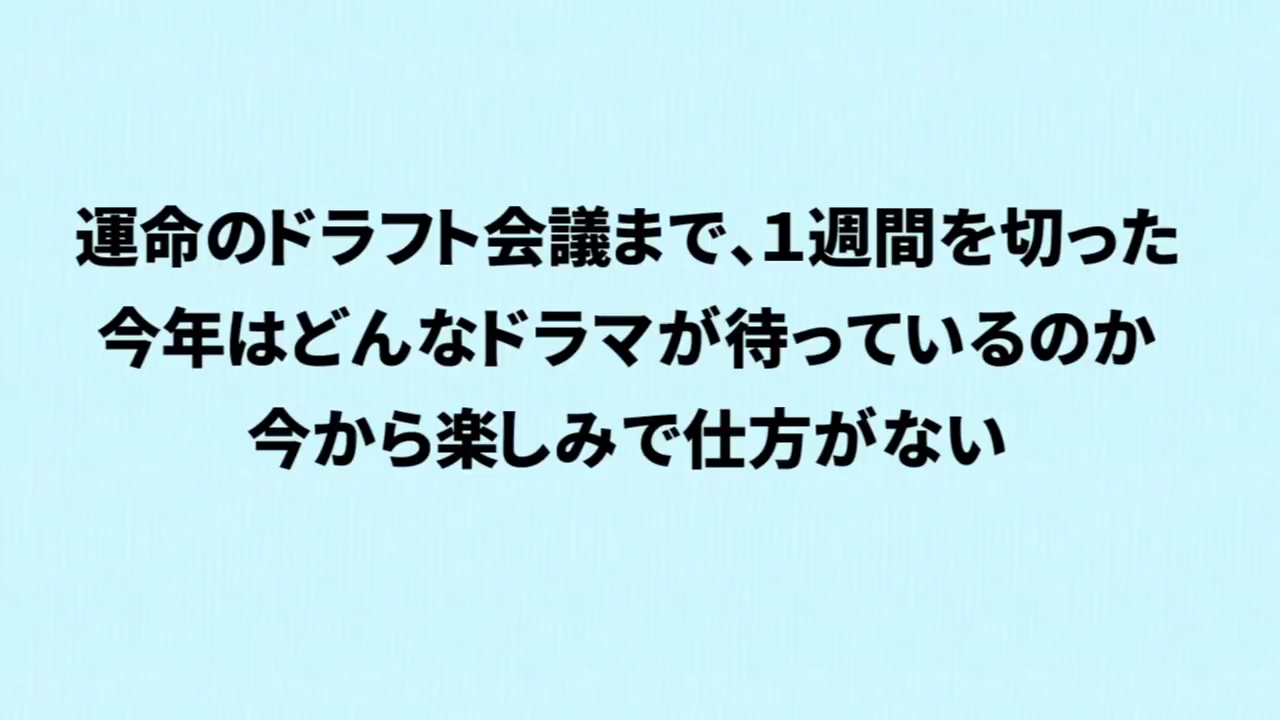 運命のドラフト会議まで、1週間を切った
今年はどんなドラマが待っているのか
今から楽しみで仕方がない